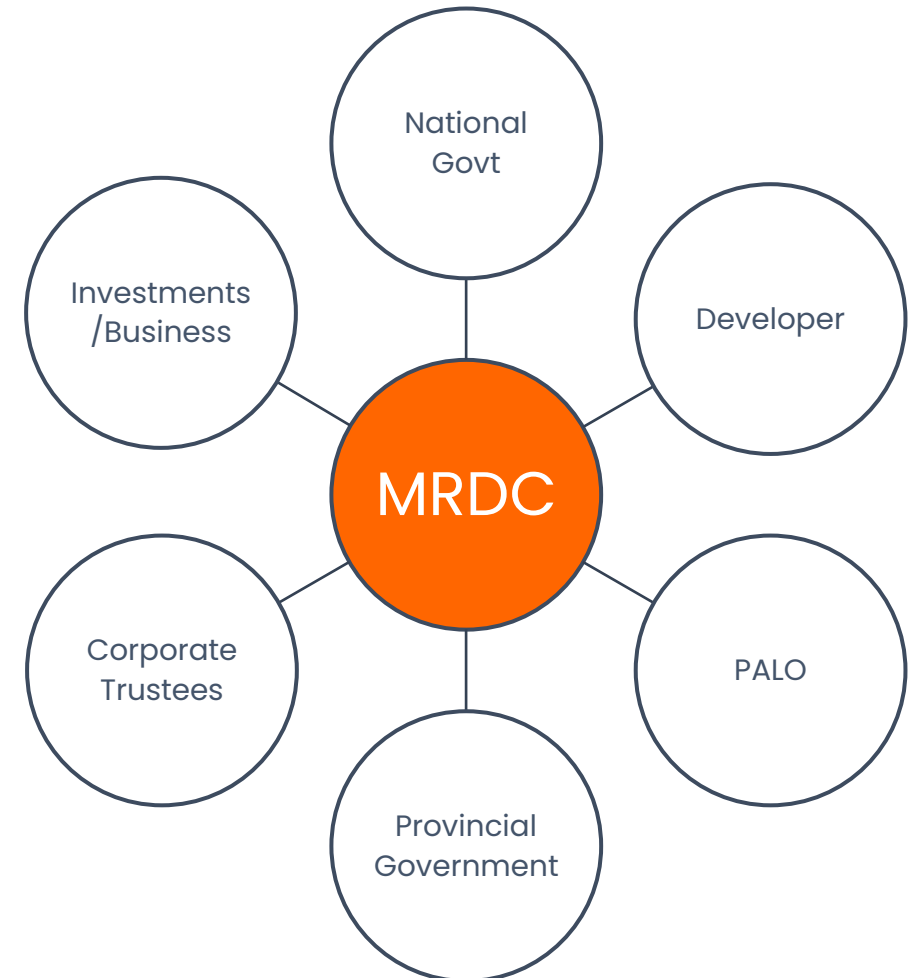 National
Govt
Investments
/Business
Developer
MRDC
Corporate
Trustees
PALO
Provincial
Government